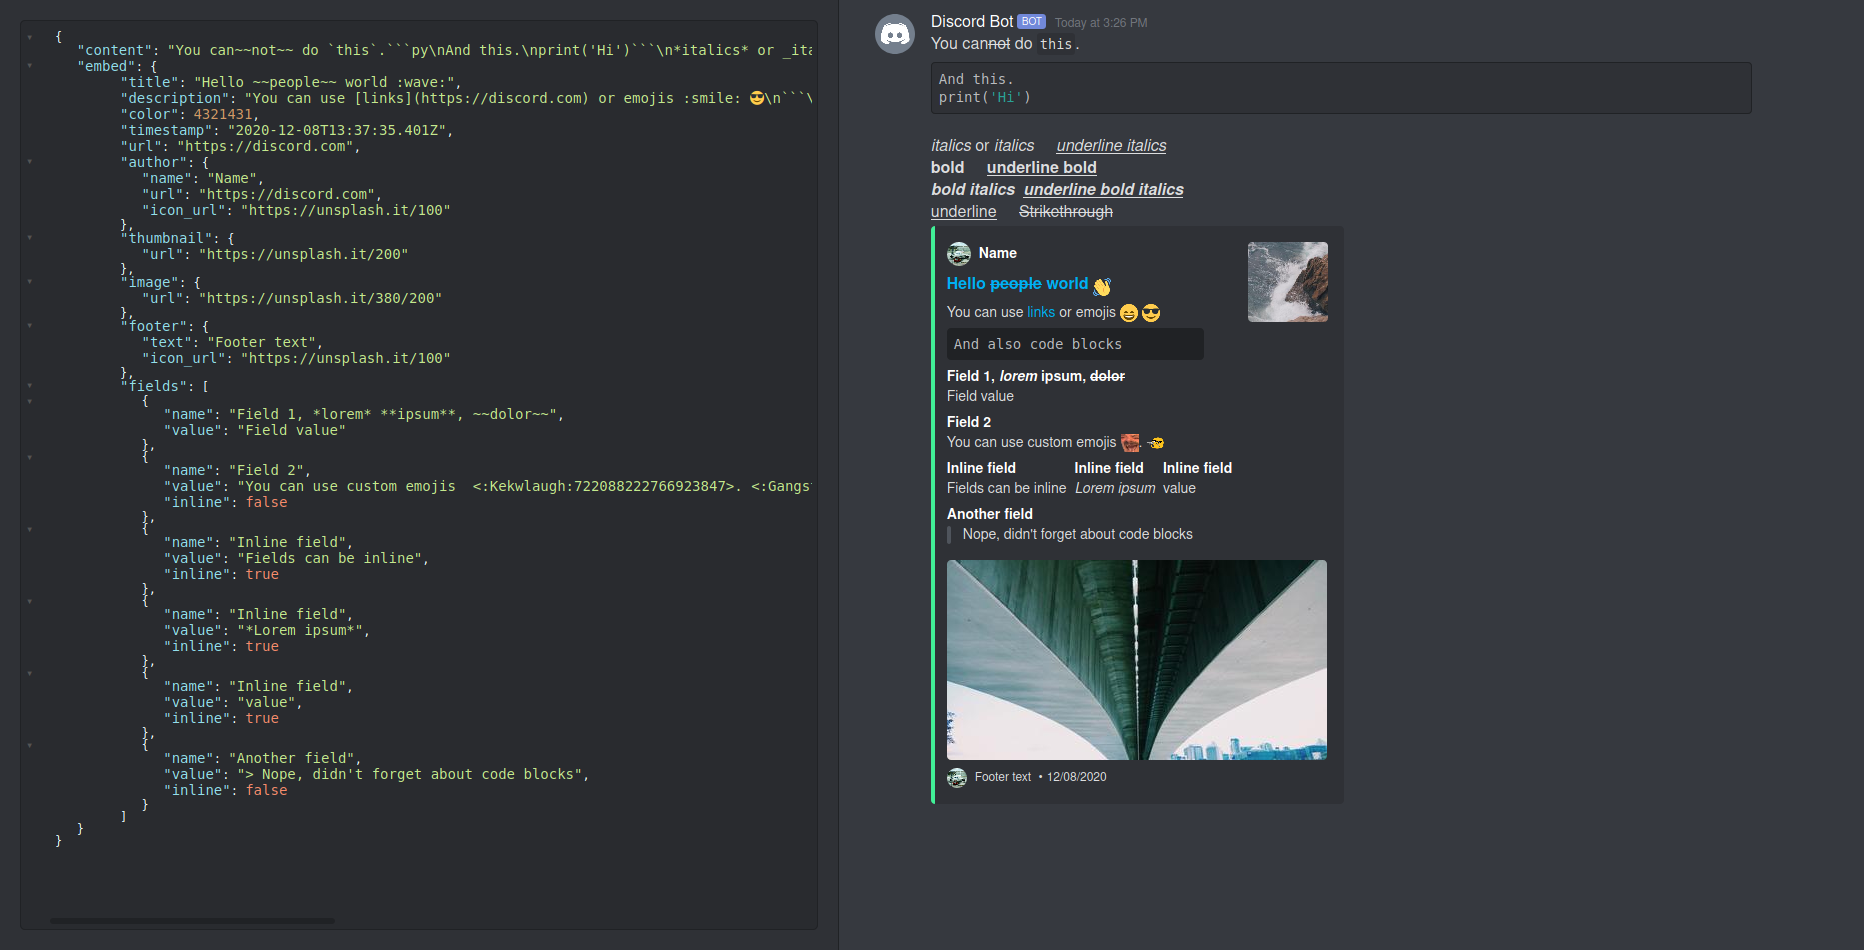 {
"content": "You can~~not~~ do `this`.```py\nAnd this.\nprint('Hi')```\n*italics* or _ita
"embed": {
"title": "Hello ~~people~~ world :wave:",
"description": "You can use [links](https://discord.com) or emojis :smile: 😎\n```\
"color": 4321431,
"timestamp": "2020-12-08T13:37:35.401Z",
"url": "https://discord.com",
"author": {
"name": "Name",
"url": "https://discord.com",
"icon_url": "https://unsplash.it/100"
},
"thumbnail": {
"url": "https://unsplash.it/200"
},
"image": {
"url": "https://unsplash.it/380/200"
},
"footer": {
"text": "Footer text",
"icon_url": "https://unsplash.it/100"
},
"fields": [
{
"name": "Field 1, *lorem* **ipsum**, ~~dolor~~",
"value": "Field value"
},
{
"name": "Field 2",
"value": "You can use custom emojis  <:Kekwlaugh:722088222766923847>. <:Gangs
"inline": false
},
{
"name": "Inline field",
"value": "Fields can be inline",
"inline": true
},
{
"name": "Inline field",
"value": "*Lorem ipsum*",
"inline": true
},
{
"name": "Inline field",
"value": "value",
"inline": true
},
{
"name": "Another field",
"value": "> Nope, didn't forget about code blocks",
"inline": false
}
]
}
}
Discord Bot BOT Today at 3:26 PM
You cannot do this.
And this.
print('Hi')
italics or italics underline italics
bold underline bold
bold italics underline bold italics
underline Strikethrough
Name
Hello people world 👋
You can use links or emojis 😄 😎
And also code blocks
Field 1, lorem ipsum, dolor
Field value
Field 2
You can use custom emojis .
Inline field Inline field Inline field
Fields can be inline Lorem ipsum value
Another field
Nope, didn't forget about code blocks
Footer text • 12/08/2020